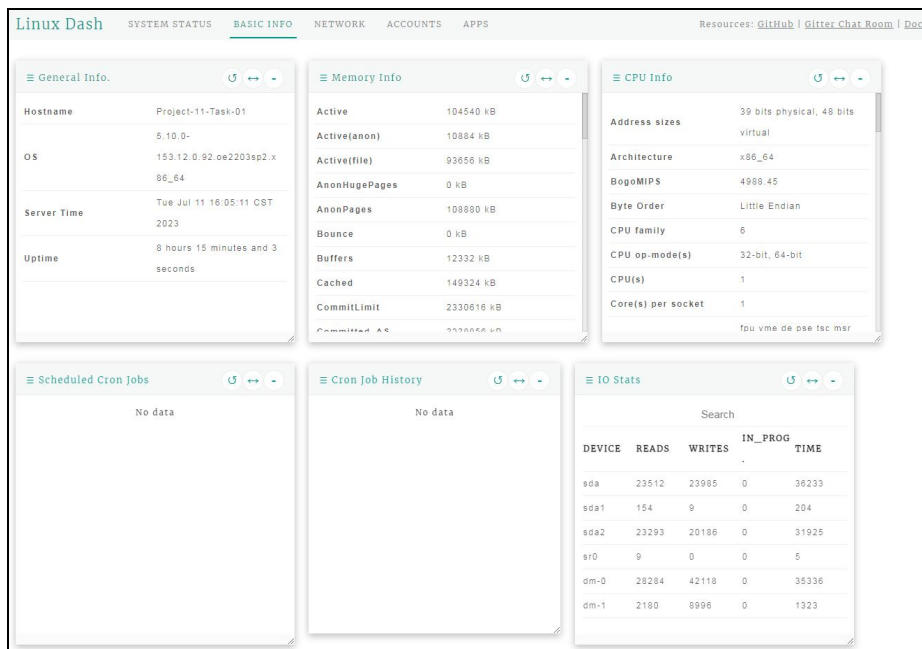 Linux Dash SYSTEM STATUS BASIC INFO NETWORK ACCOUNTS APPS Resources: GitHub | Gitter Chat Room | Doc
General Info.
Hostname Project-11-Task-01
OS 5.10.0-
153.12.0.92.oe2203sp2.x
86_64
Server Time Tue Jul 11 16:05:11 CST
2023
Uptime 8 hours 15 minutes and 3
seconds
Memory Info
Active 104540 kB
Active(anon) 10884 kB
Active(file) 93656 kB
AnonHugePages 0 kB
AnonPages 108880 kB
Bounce 0 kB
Buffers 12332 kB
Cached 149324 kB
CommitLimit 2330616 kB
CPU Info
Address sizes 39 bits physical, 48 bits
virtual
Architecture x86_64
BogoMIPS 4988.45
Byte Order Little Endian
CPU family 6
CPU op-mode(s) 32-bit, 64-bit
CPU(s) 1
Core(s) per socket 1
fpu vme de pse tsc msr
Scheduled Cron Jobs
No data
Cron Job History
No data
IO Stats
Search
DEVICE READS WRITES IN_PROG. TIME
sda 23512 23985 0 36233
sda1 154 9 0 204
sda2 23293 20186 0 31925
sr0 9 0 0 5
dm-0 28284 42118 0 35336
dm-1 2180 8996 0 1323